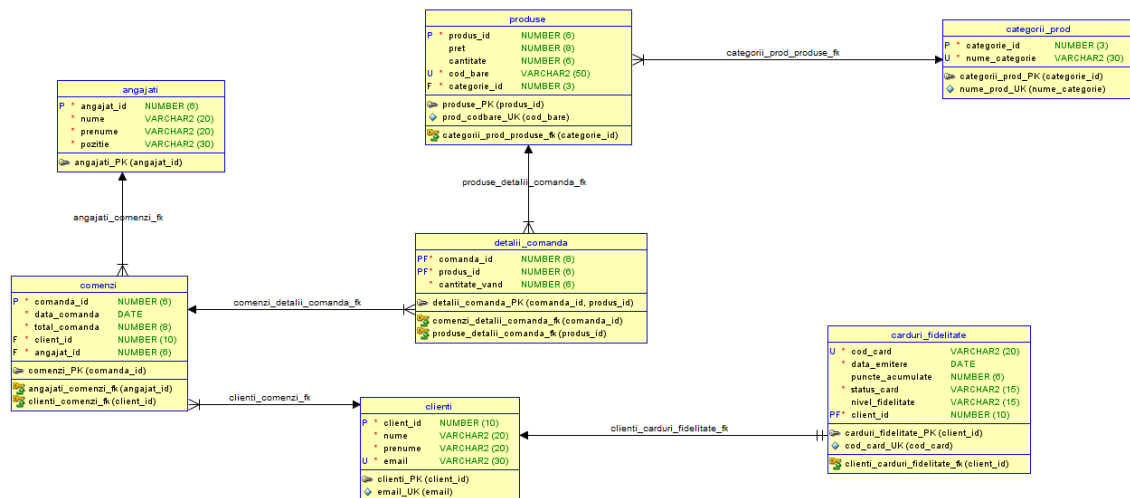 produse
P * produs_id NUMBER (6)
pret NUMBER (8)
cantitate NUMBER (6)
U * cod_bare VARCHAR2 (50)
F * categorie_id NUMBER (3)
produse_PK (produs_id)
prod_codbare_UK (cod_bare)
categorii_prod_produse_fk (categorie_id)
categorii_prod_produse_fk
categorii_prod
P * categorie_id NUMBER (3)
U * nume_categorie VARCHAR2 (30)
categorii_prod_PK (categorie_id)
nume_prod_UK (nume_categorie)
angajati
P * angajat_id NUMBER (6)
* nume VARCHAR2 (20)
* prenume VARCHAR2 (20)
* pozitie VARCHAR2 (30)
angajati_PK (angajat_id)
produse_detalii_comanda_fk
angajati_comenzi_fk
detalii_comanda
PF* comanda_id NUMBER (8)
PF* produs_id NUMBER (6)
* cantitate_vand NUMBER (6)
detalii_comanda_PK (comanda_id, produs_id)
comenzi_detalii_comanda_fk (comanda_id)
produse_detalii_comanda_fk (produs_id)
comenzi
P * comanda_id NUMBER (6)
* data_comanda DATE
* total_comanda NUMBER (8)
F * client_id NUMBER (10)
F * angajat_id NUMBER (6)
comenzi_PK (comanda_id)
angajati_comenzi_fk (angajat_id)
clienti_comenzi_fk (client_id)
comenzi_detalii_comanda_fk
carduri_fidelitate
U * cod_card VARCHAR2 (20)
* data_emitere DATE
puncte_acumulate NUMBER (6)
* status_card VARCHAR2 (15)
nivel_fidelitate VARCHAR2 (15)
PF* client_id NUMBER (10)
carduri_fidelitate_PK (client_id)
cod_card_UK (cod_card)
clienti_carduri_fidelitate_fk (client_id)
clienti_comenzi_fk
clienti
P * client_id NUMBER (10)
* nume VARCHAR2 (20)
* prenume VARCHAR2 (20)
U * email VARCHAR2 (30)
clienti_PK (client_id)
email_UK (email)
clienti_carduri_fidelitate_fk